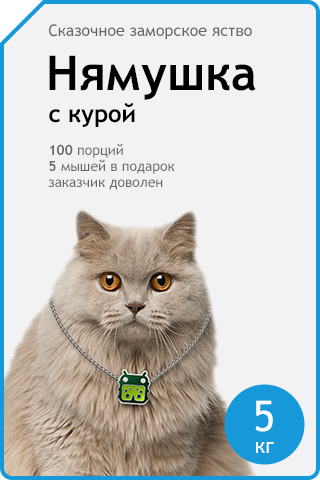 Сказочное заморское яство
Нямушка
с курой
100 порций
5 мышей в подарок
заказчик доволен
5
кг